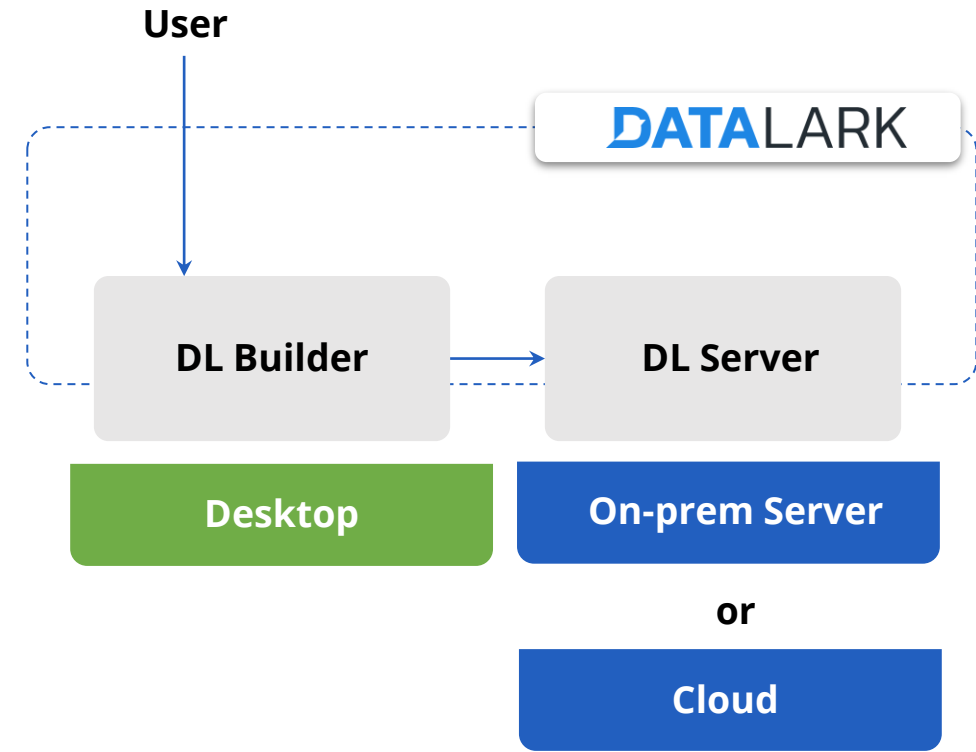 User
DATALARK
DL Builder
DL Server
Desktop
On-prem Server
or
Cloud